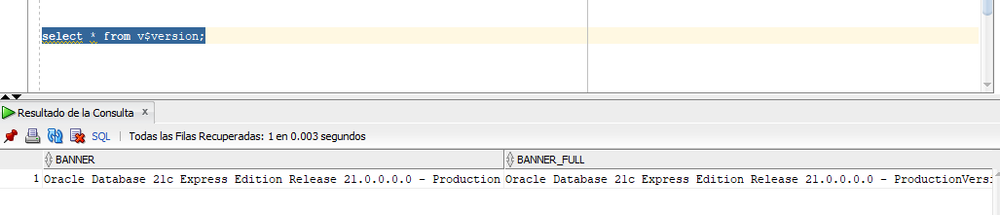 select * from v$version;
Resultado de la Consulta x
SQL | Todas las Filas Recuperadas: 1 en 0.003 segundos
BANNER BANNER_FULL
1 Oracle Database 21c Express Edition Release 21.0.0.0.0 - Production Oracle Database 21c Express Edition Release 21.0.0.0.0 - ProductionVersi